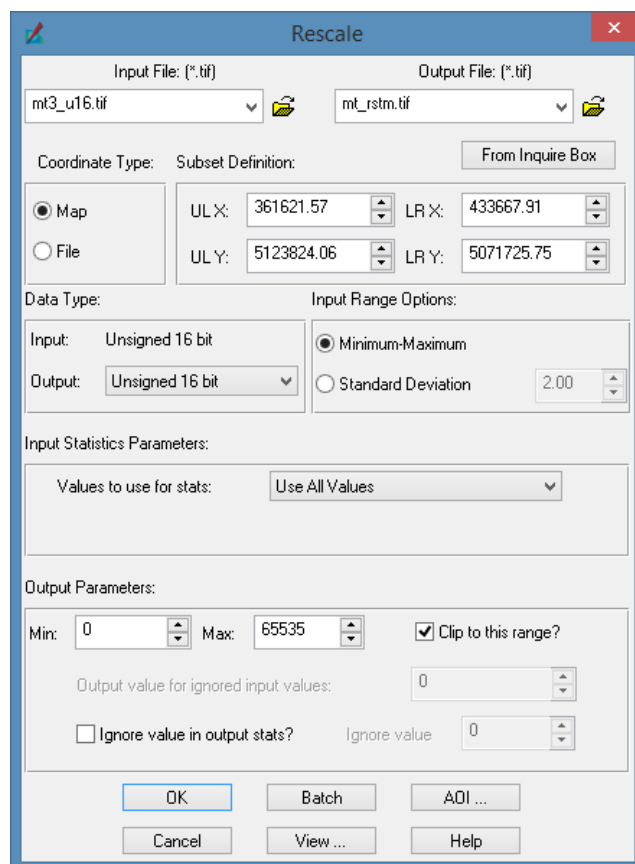 Rescale
Input File: (*.tif) Output File: (*.tif)
mt3_u16.tif mt_rstm.tif
Coordinate Type: Subset Definition: From Inquire Box
Map UL X: 361621.57 LR X: 433667.91
File UL Y: 5123824.06 LR Y: 5071725.75
Data Type: Input Range Options:
Input: Unsigned 16 bit Minimum-Maximum
Output: Unsigned 16 bit Standard Deviation 2.00
Input Statistics Parameters:
Values to use for stats: Use All Values
Output Parameters:
Min: 0 Max: 65535 Clip to this range?
Output value for ignored input values: 0
Ignore value in output stats? Ignore value 0
OK Batch AOI ...
Cancel View ... Help